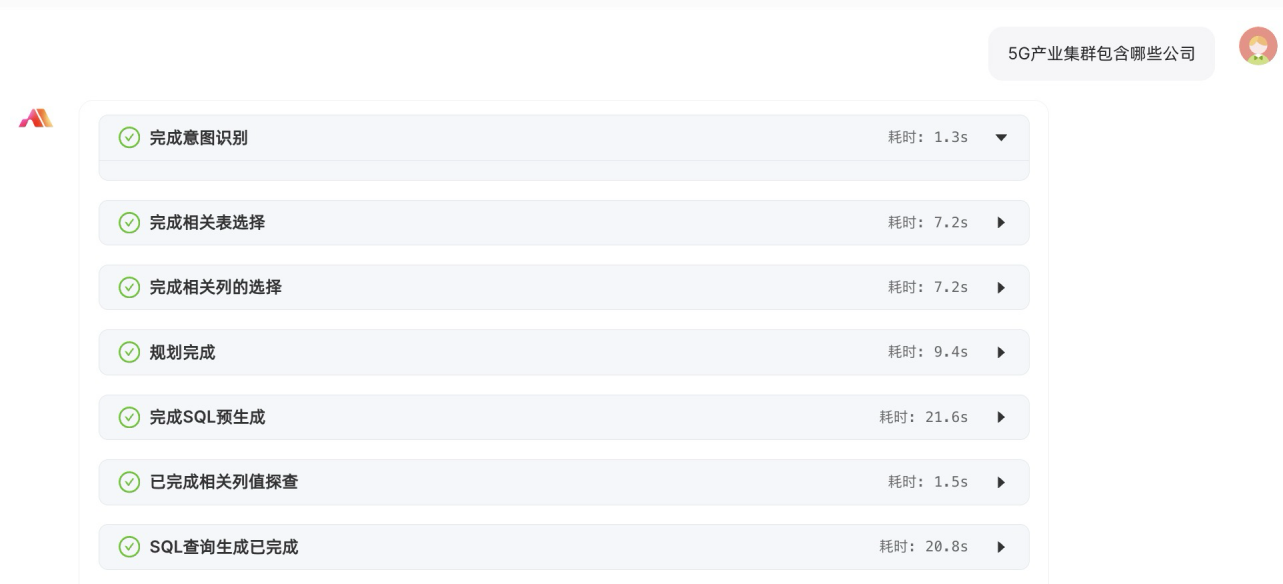 5G产业集群包含哪些公司
完成意图识别 耗时: 1.3s
完成相关表选择 耗时: 7.2s
完成相关列的选择 耗时: 7.2s
规划完成 耗时: 9.4s
完成SQL预生成 耗时: 21.6s
已完成相关列值探查 耗时: 1.5s
SQL查询生成已完成 耗时: 20.8s